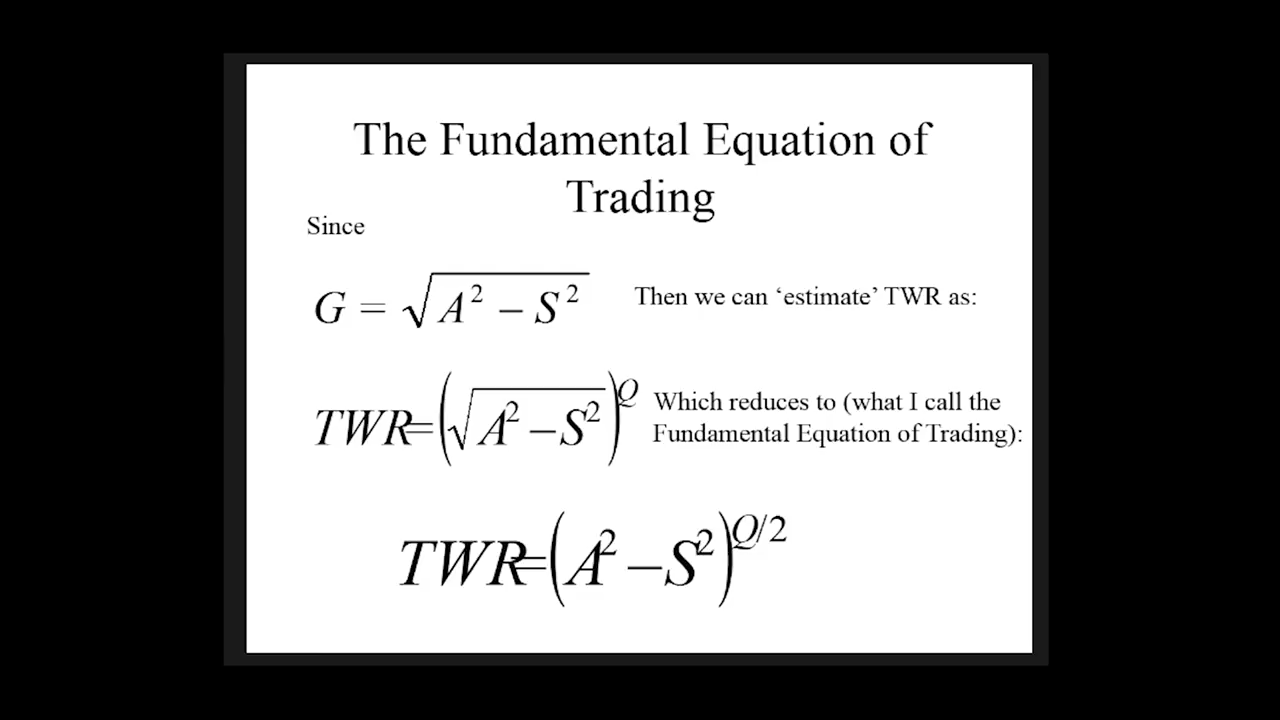 The Fundamental Equation of
Trading
Since
G = √(A² – S²) Then we can ‘estimate’ TWR as:
TWR=(√(A² – S²))^Q Which reduces to (what I call the
Fundamental Equation of Trading):
TWR=(A² – S²)^Q/2